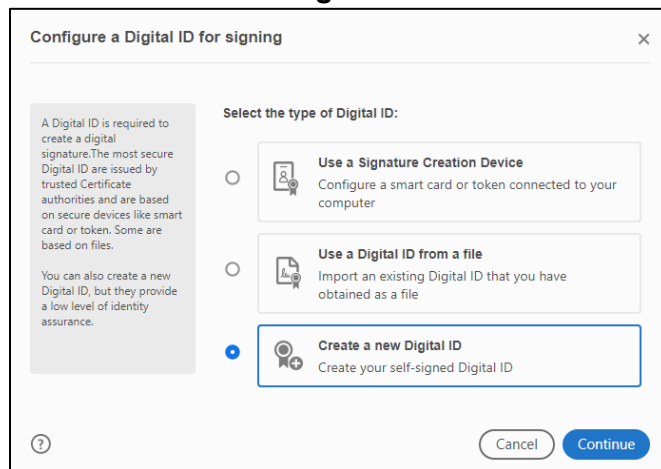 Configure a Digital ID for signing
A Digital ID is required to
create a digital
signature.The most secure
Digital ID are issued by
trusted Certificate
authorities and are based
on secure devices like smart
card or token. Some are
based on files.
You can also create a new
Digital ID, but they provide
a low level of identity
assurance.
Select the type of Digital ID:
Use a Signature Creation Device
Configure a smart card or token connected to your
computer
Use a Digital ID from a file
Import an existing Digital ID that you have
obtained as a file
Create a new Digital ID
Create your self-signed Digital ID
?
Cancel
Continue